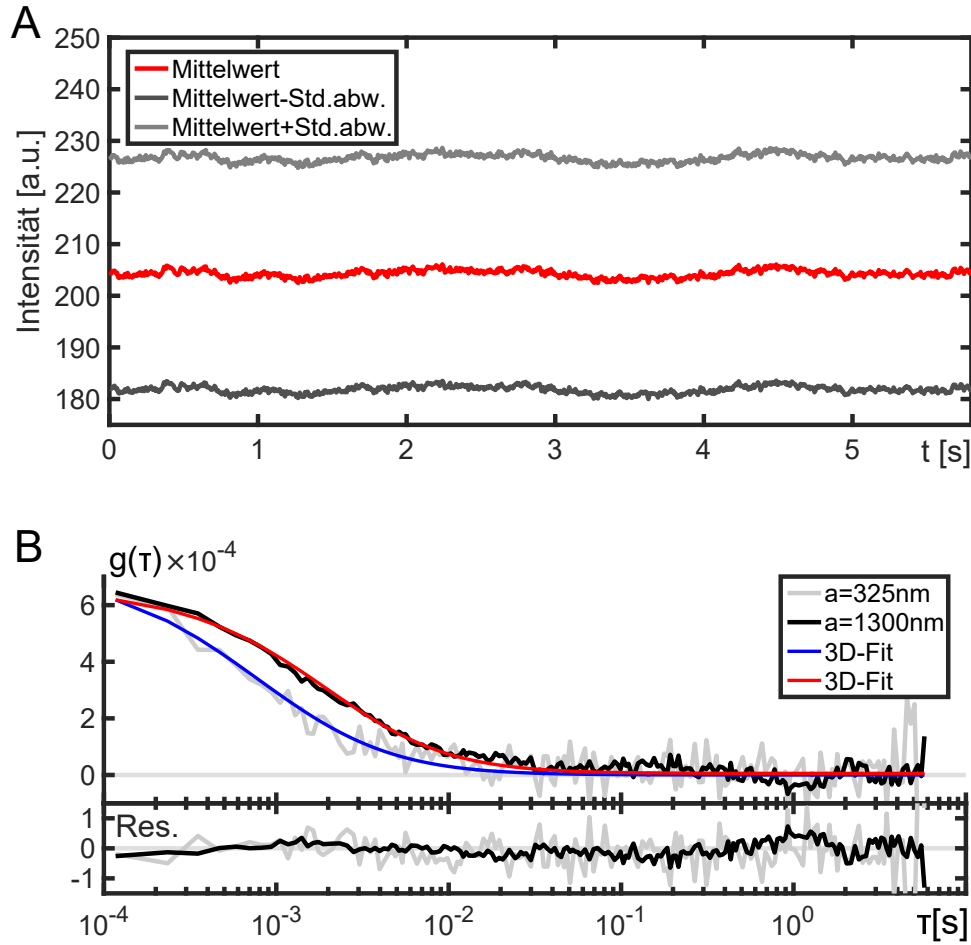 A
Intensität [a.u.]
250
240
230
220
210
200
190
180
Mittelwert
Mittelwert-Std.abw.
Mittelwert+Std.abw.
0 1 2 3 4 5 t [s]
B
g(τ) ×10⁻⁴
6
4
2
0
a=325nm
a=1300nm
3D-Fit
3D-Fit
Res.
1
0
-1
10⁻⁴ 10⁻³ 10⁻² 10⁻¹ 10⁰ τ[s]